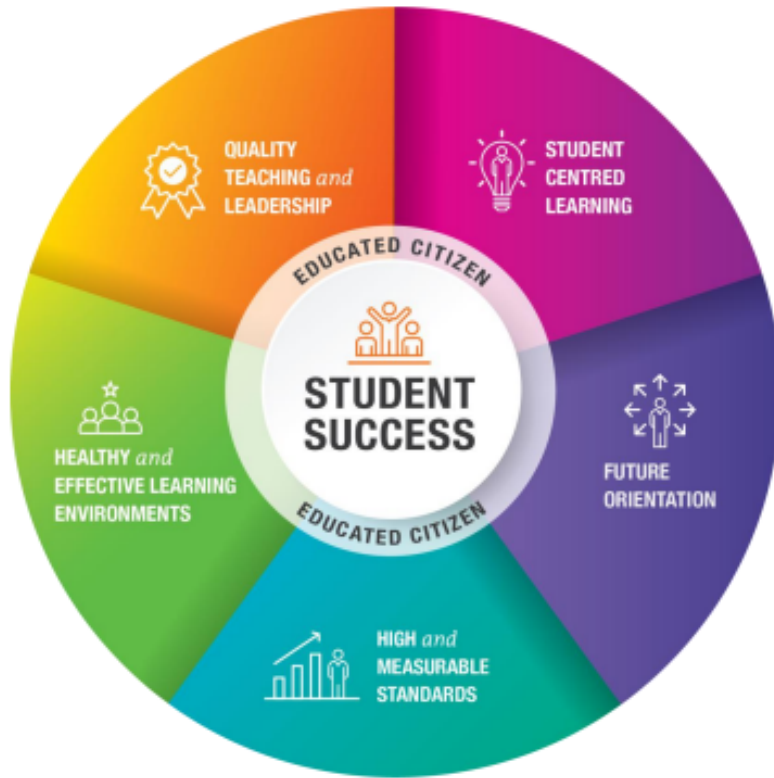 QUALITY
TEACHING and
LEADERSHIP
STUDENT
CENTRED
LEARNING
EDUCATED CITIZEN
STUDENT
SUCCESS
HEALTHY and
EFFECTIVE LEARNING
ENVIRONMENTS
FUTURE
ORIENTATION
EDUCATED CITIZEN
HIGH and
MEASURABLE
STANDARDS